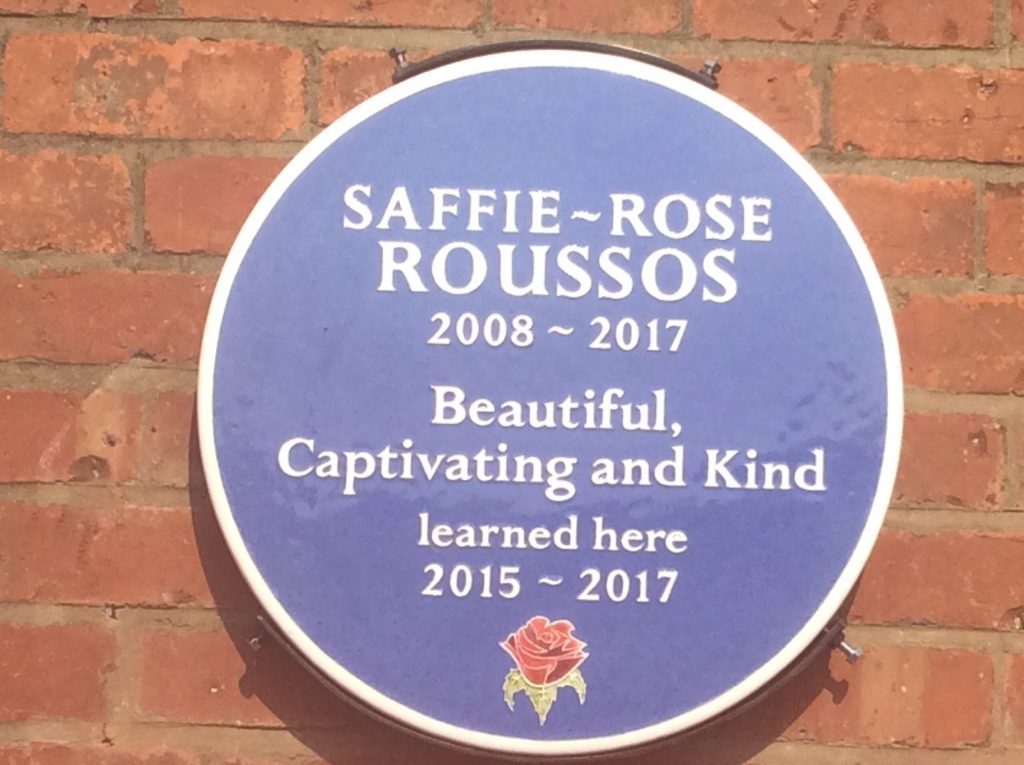 SAFFIE~ROSE
ROUSSOS
2008 ~ 2017
Beautiful,
Captivating and Kind
learned here
2015 ~ 2017